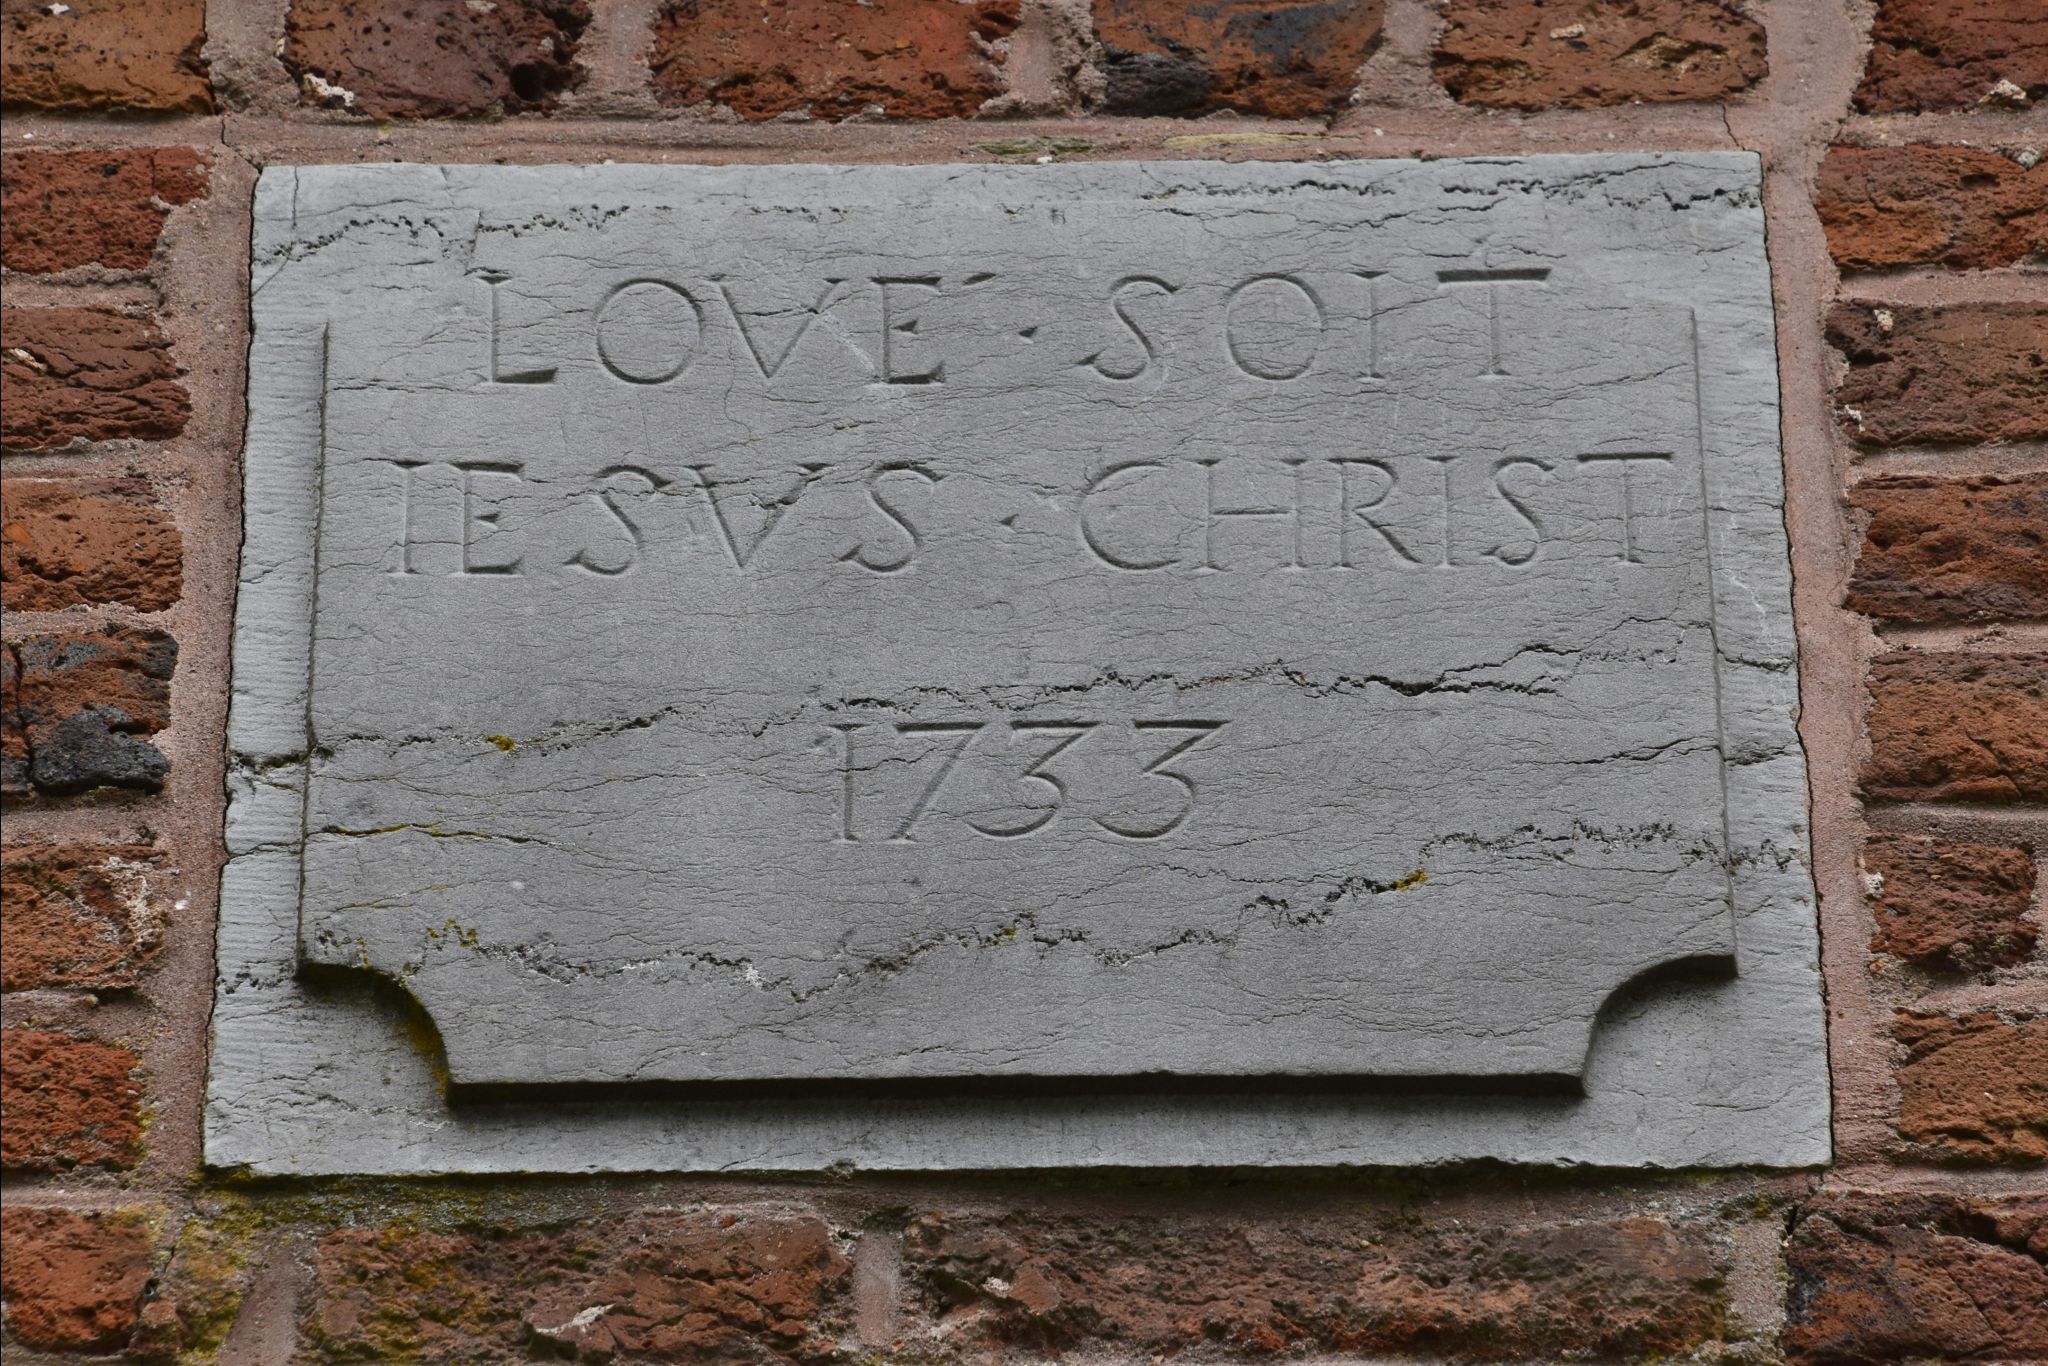 LOVE´ · SOIT
IESVS · CHRIST
1733